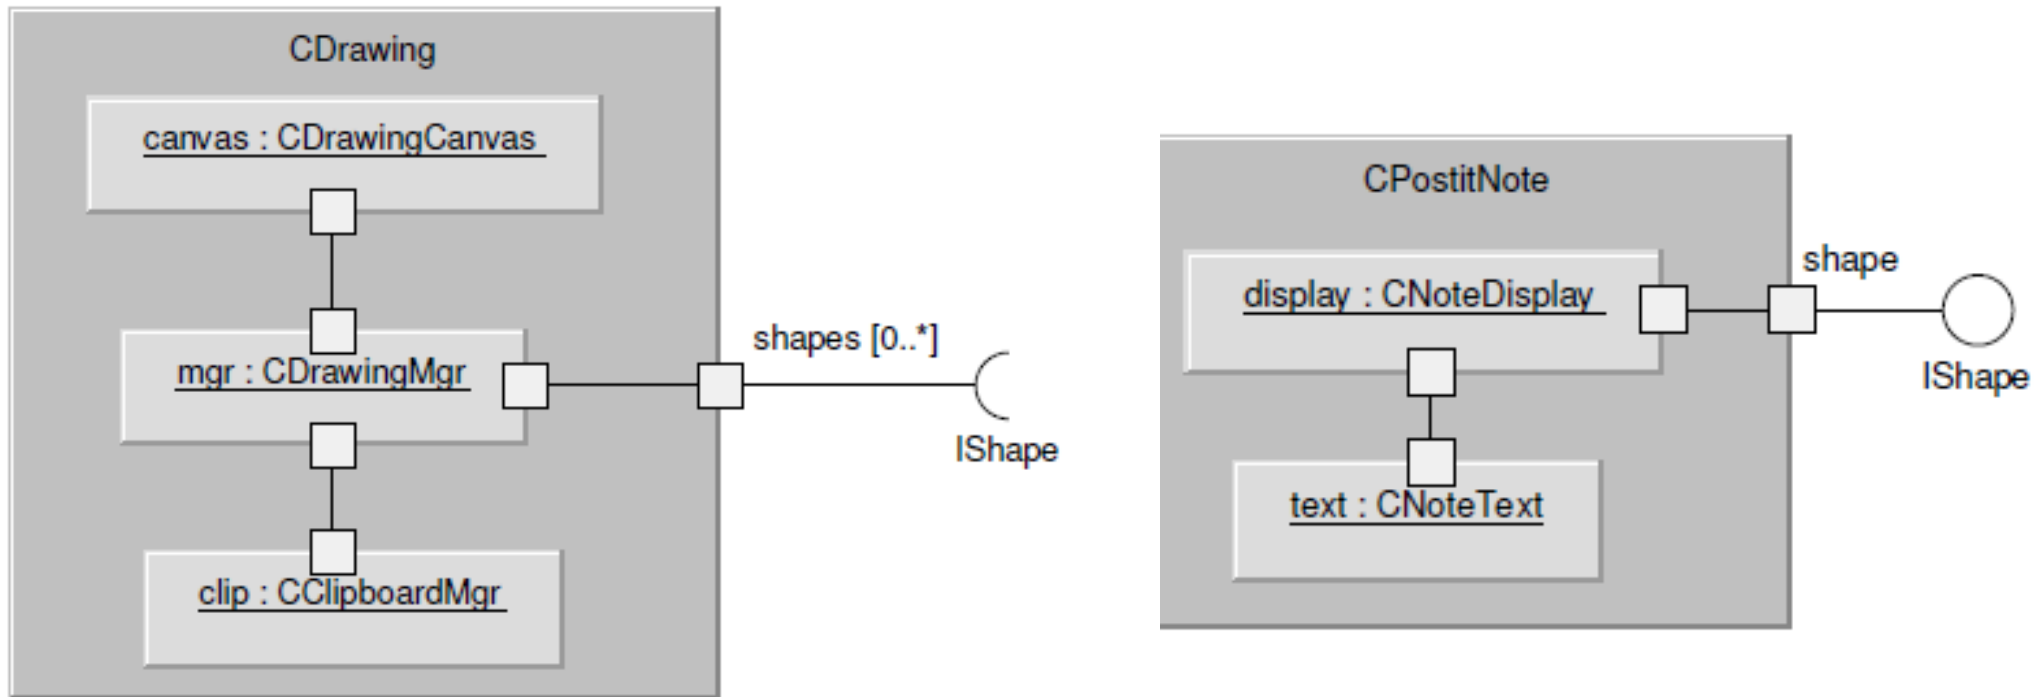 CDrawing
canvas : CDrawingCanvas
mgr : CDrawingMgr
shapes [0..*]
IShape
clip : CClipboardMgr
CPostitNote
display : CNoteDisplay
shape
IShape
text : CNoteText